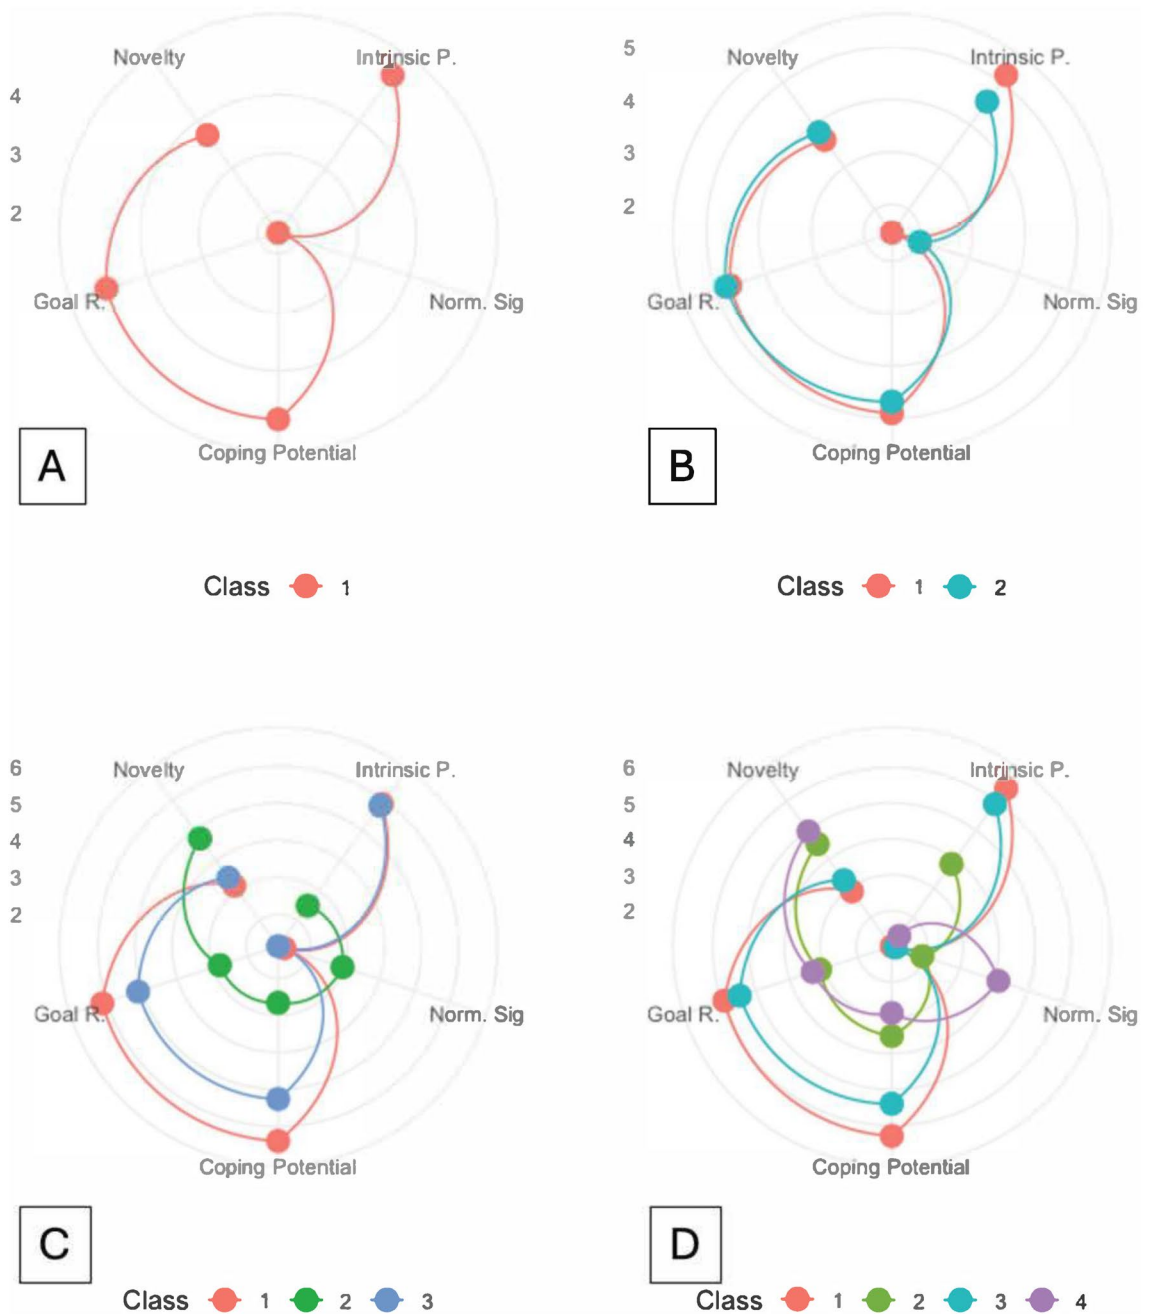 Novelty
Intrinsic P.
4
3
2
Goal R.
Norm. Sig
Coping Potential
A
Class 1
5
Novelty
Intrinsic P.
4
3
2
Goal R.
Norm. Sig
Coping Potential
B
Class 1 2
6
Novelty
Intrinsic P.
5
4
3
2
Goal R.
Norm. Sig
Coping Potential
C
Class 1 2 3
6
Novelty
Intrinsic P.
5
4
3
2
Goal R.
Norm. Sig
Coping Potential
D
Class 1 2 3 4